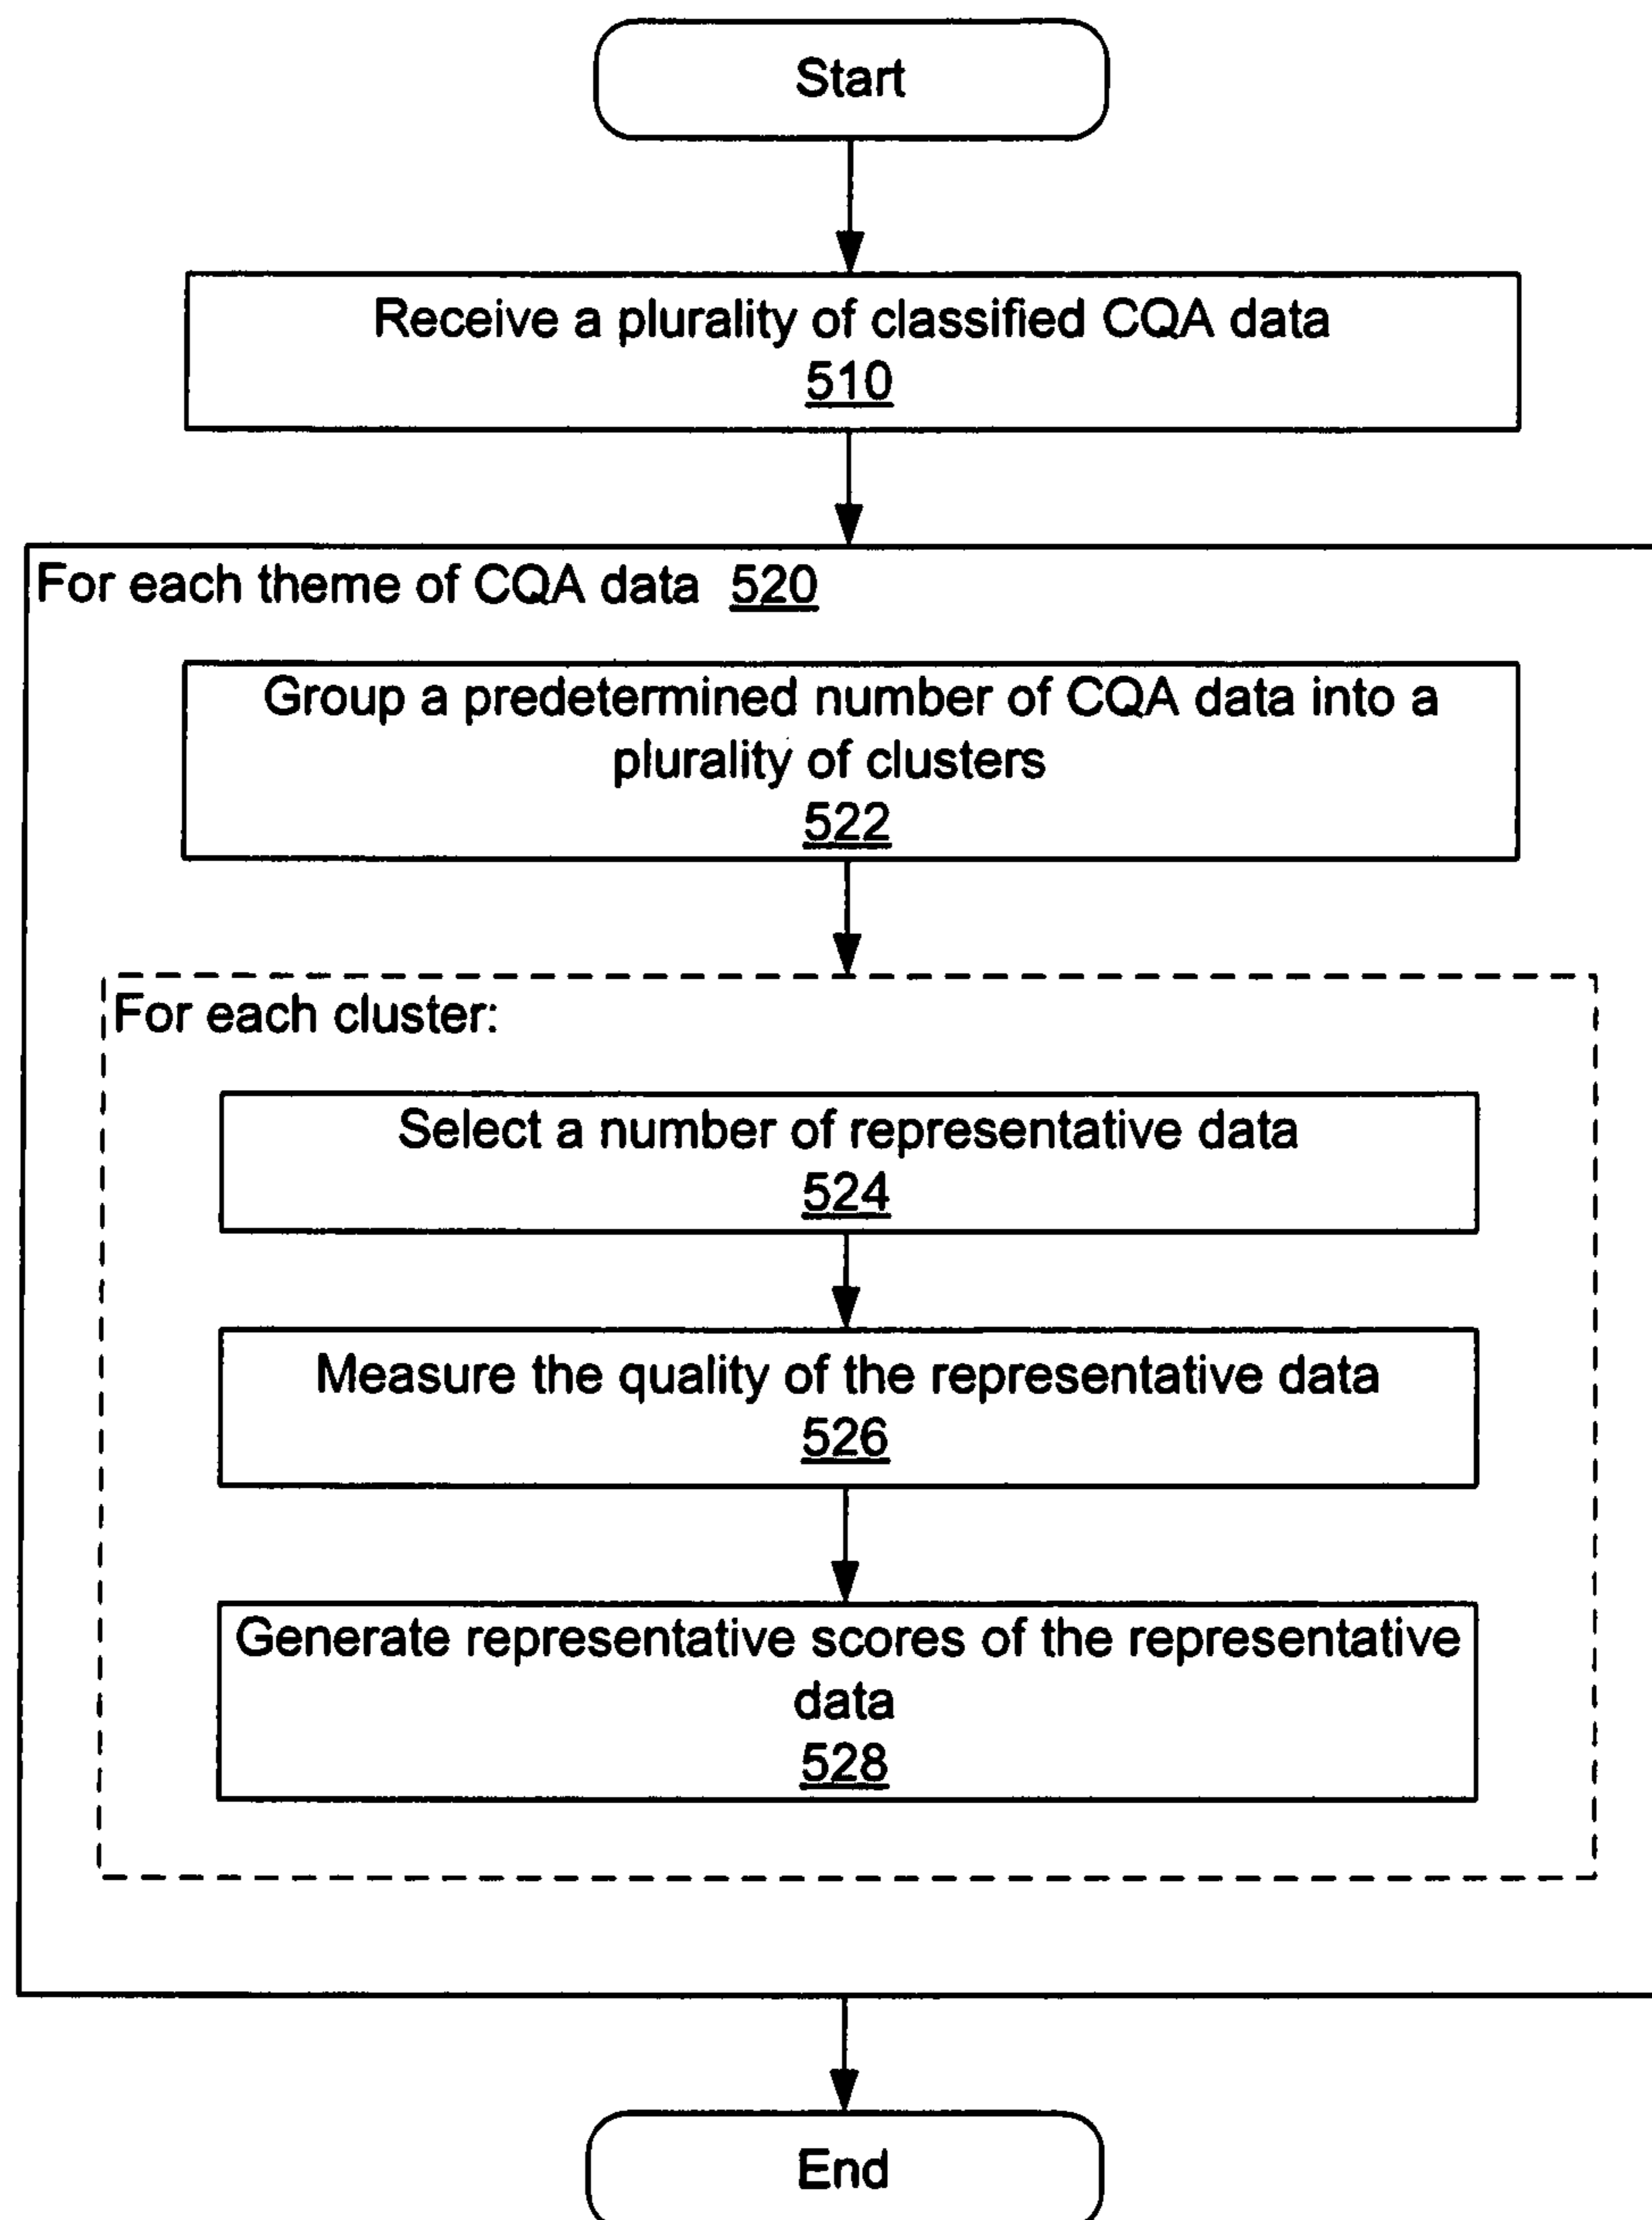 Start
Receive a plurality of classified CQA data
510
For each theme of CQA data 520
Group a predetermined number of CQA data into a
plurality of clusters
522
For each cluster:
Select a number of representative data
524
Measure the quality of the representative data
526
Generate representative scores of the representative
data
528
End